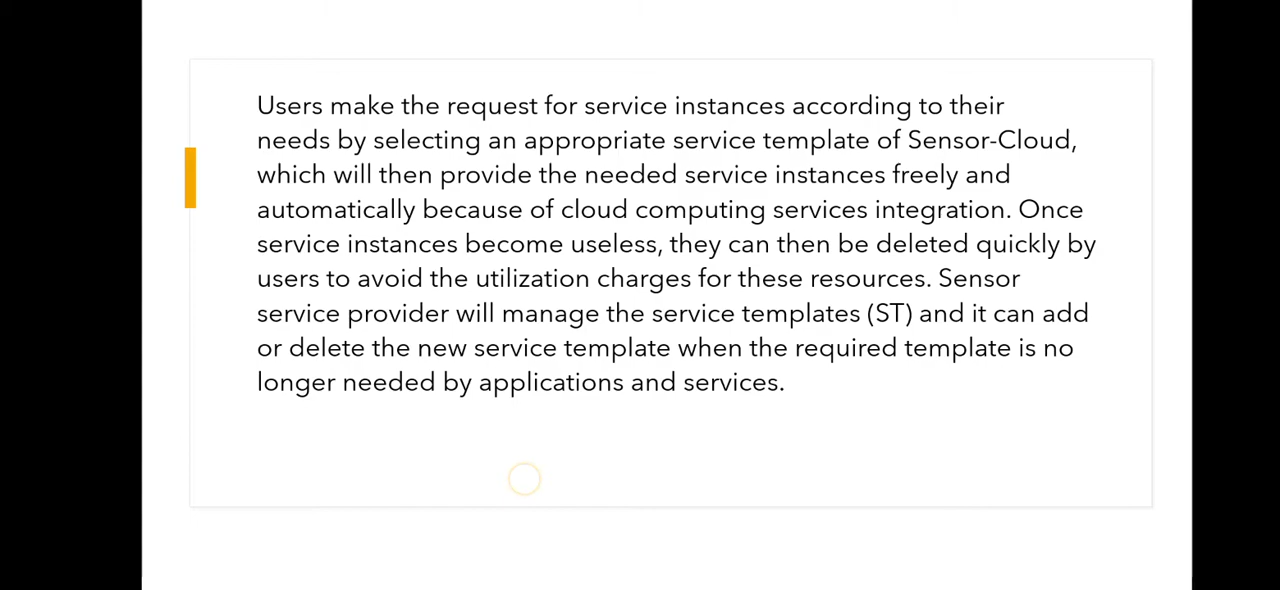 Users make the request for service instances according to their
needs by selecting an appropriate service template of Sensor-Cloud,
which will then provide the needed service instances freely and
automatically because of cloud computing services integration. Once
service instances become useless, they can then be deleted quickly by
users to avoid the utilization charges for these resources. Sensor
service provider will manage the service templates (ST) and it can add
or delete the new service template when the required template is no
longer needed by applications and services.